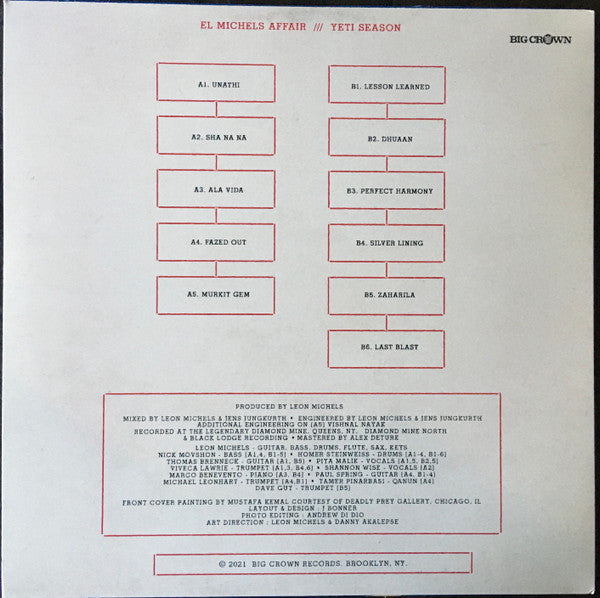 EL MICHELS AFFAIR /// YETI SEASON
BIG CROWN
A1. UNATHI
A2. SHA NA NA
A3. ALA VIDA
A4. FAZED OUT
A5. MURKIT GEM
B1. LESSON LEARNED
B2. DHUAAN
B3. PERFECT HARMONY
B4. SILVER LINING
B5. ZAHARILA
B6. LAST BLAST
PRODUCED BY LEON MICHELS
MIXED BY LEON MICHELS & JENS JUNGKURTH • ENGINEERED BY LEON MICHELS & JENS JUNGKURTH
ADDITIONAL ENGINEERING ON [A5] VISHNAL NAYAK
RECORDED AT THE LEGENDARY DIAMOND MINE, QUEENS, NY. DIAMOND MINE NORTH
& BLACK LODGE RECORDING • MASTERED BY ALEX DETURK
LEON MICHELS - GUITAR, BASS, DRUMS, FLUTE, SAX, KEYS
NICK MOVSHON - BASS [A1-4, B1-5] • HOMER STEINWEISS - DRUMS [A1-4, B1-6]
THOMAS BRENNECK - GUITAR [A1, B5] • PIYA MALIK - VOCALS [A1,5, B2,5]
VIVECA LAWRIE - TRUMPET [A1,3, B4,6] • SHANNON WISE - VOCALS [A2]
MARCO BENEVENTO - PIANO [A3, B4] • PAUL SPRING - GUITAR [A4, B1-4]
MICHAEL LEONHART - TRUMPET [A4,B1] • TAMER PINARBASI - QANUN [A4]
DAVE GUY - TRUMPET [B5]
FRONT COVER PAINTING BY MUSTAFA KEMAL COURTESY OF DEADLY PREY GALLERY, CHICAGO, IL
LAYOUT & DESIGN : J BONNER
PHOTO EDITING : ANDREW DI DIO
ART DIRECTION : LEON MICHELS & DANNY AKALEPSE
© 2021 BIG CROWN RECORDS. BROOKLYN, NY.